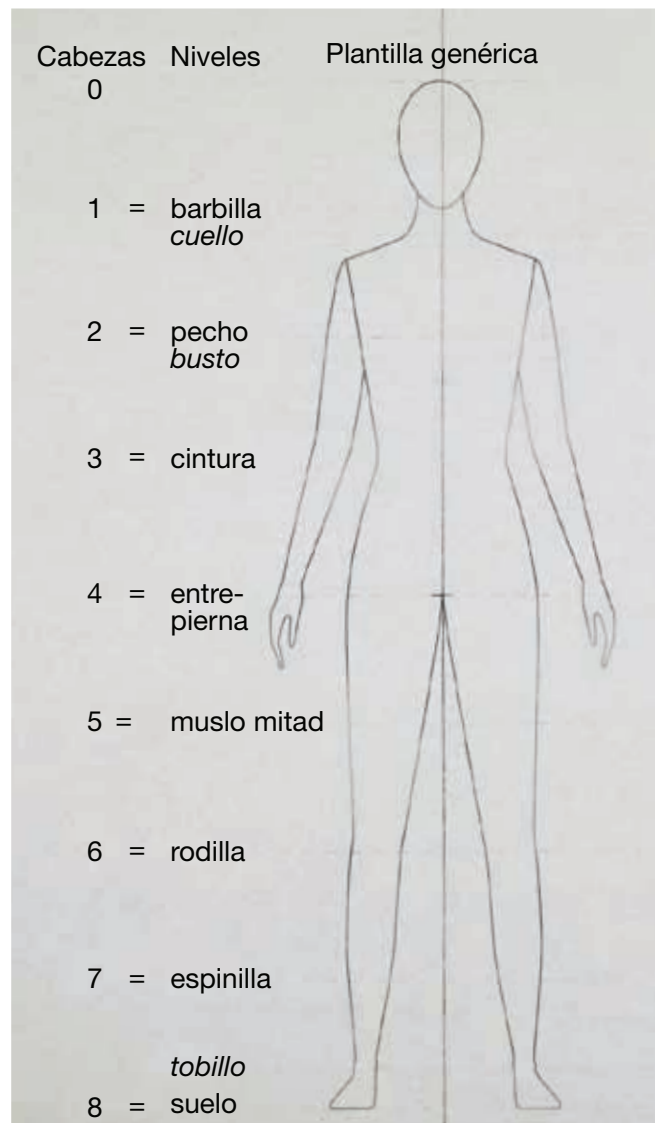 Cabezas Niveles Plantilla genérica
0
1 = barbilla
cuello
2 = pecho
busto
3 = cintura
4 = entre-
pierna
5 = muslo mitad
6 = rodilla
7 = espinilla
tobillo
8 = suelo